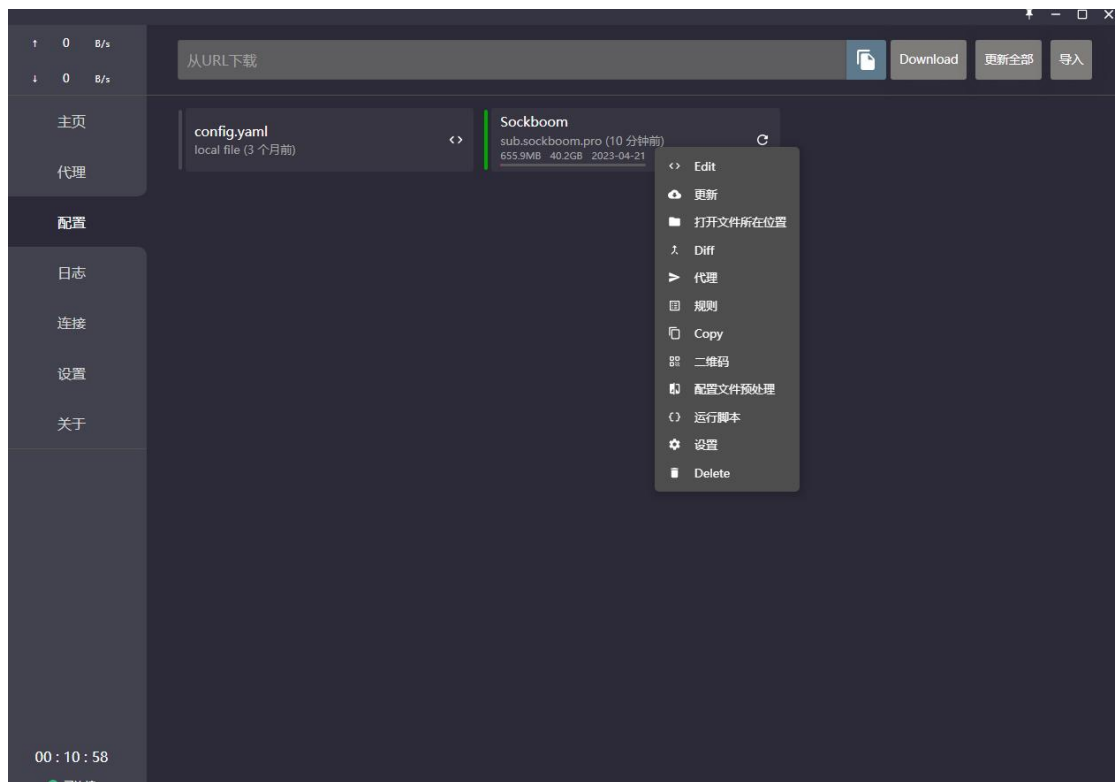 ↑ 0 B/s
↓ 0 B/s
主页
代理
配置
日志
连接
设置
关于
00 : 10 : 58
从URL下载
Download
更新全部
导入
config.yaml
local file (3 个月前)
Sockboom
sub.sockboom.pro (10 分钟前)
655.9MB 40.2GB 2023-04-21
Edit
更新
打开文件所在位置
Diff
代理
规则
Copy
二维码
配置文件预处理
运行脚本
设置
Delete